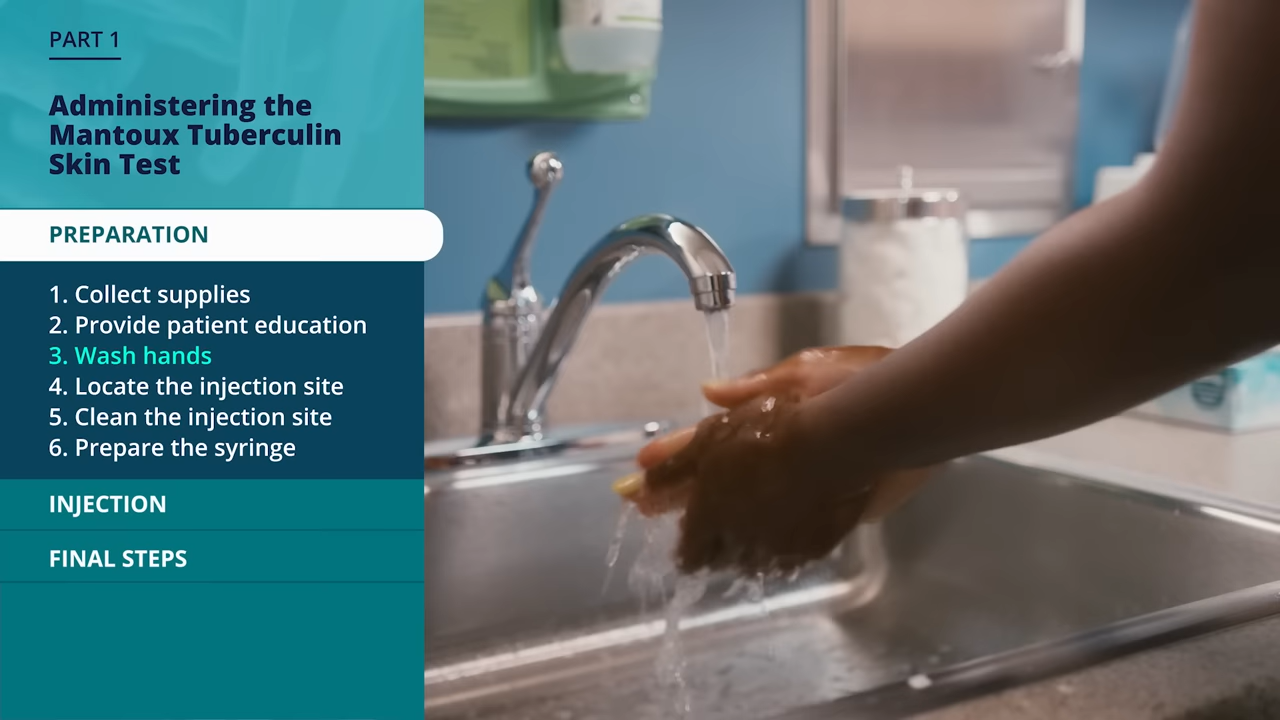 PART 1
Administering the
Mantoux Tuberculin
Skin Test
PREPARATION
1. Collect supplies
2. Provide patient education
3. Wash hands
4. Locate the injection site
5. Clean the injection site
6. Prepare the syringe
INJECTION
FINAL STEPS